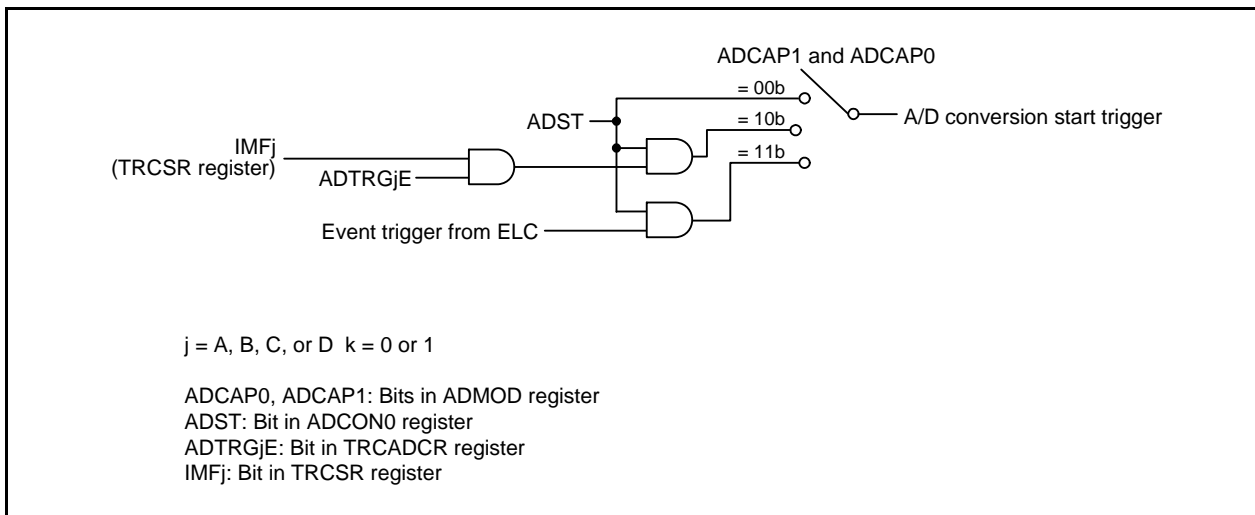 ADCAP1 and ADCAP0
= 00b
ADST
A/D conversion start trigger
= 10b
IMFj
(TRCSR register)
= 11b
ADTRGjE
Event trigger from ELC
j = A, B, C, or D k = 0 or 1
ADCAP0, ADCAP1: Bits in ADMOD register
ADST: Bit in ADCON0 register
ADTRGjE: Bit in TRCADCR register
IMFj: Bit in TRCSR register